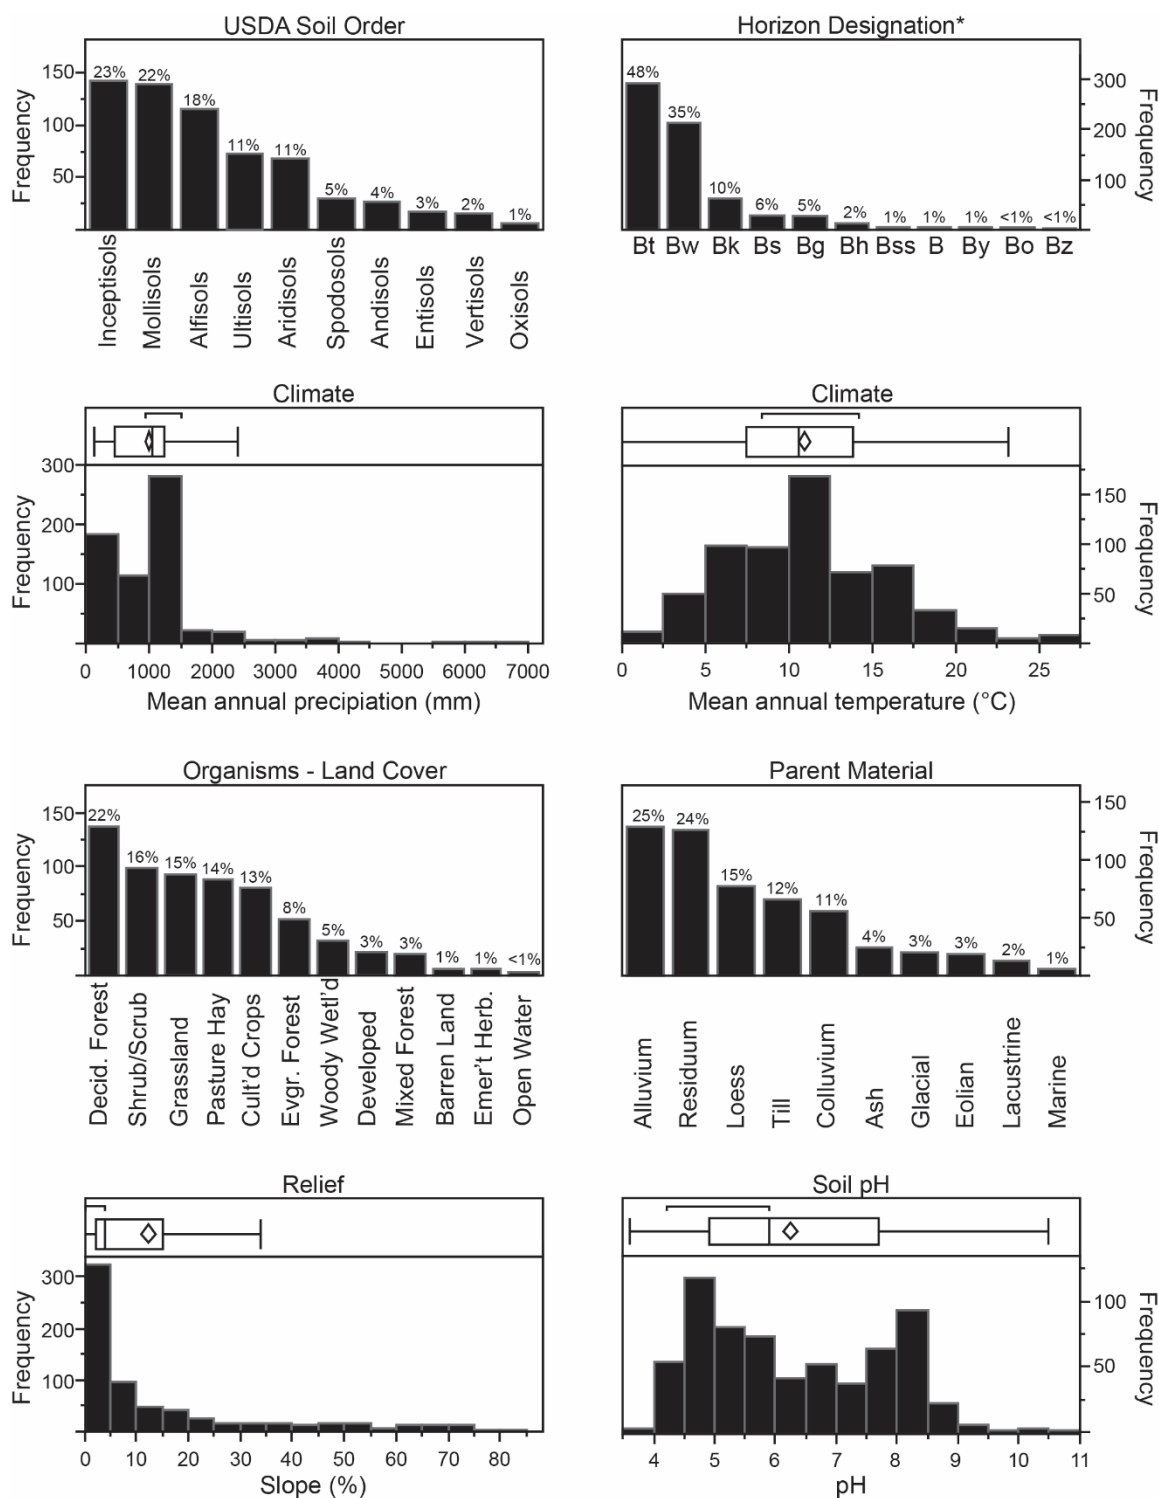 USDA Soil Order
Frequency
150
100
50
23%
22%
18%
11%
11%
5%
4%
3%
2%
1%
Inceptisols
Mollisols
Alfisols
Ultisols
Aridisols
Spodosols
Andisols
Entisols
Vertisols
Oxisols
Horizon Designation*
48%
35%
10%
6%
5%
2%
1%
1%
1%
<1%
<1%
300
200
100
Frequency
Bt Bw Bk Bs Bg Bh Bss B By Bo Bz
Climate
Frequency
300
200
100
0 1000 2000 3000 4000 5000 6000 7000
Mean annual precipiation (mm)
Climate
150
100
50
Frequency
0 5 10 15 20 25
Mean annual temperature (°C)
Organisms - Land Cover
Frequency
150
100
50
22%
16%
15%
14%
13%
8%
5%
3%
3%
1%
1%
<1%
Decid. Forest
Shrub/Scrub
Grassland
Pasture Hay
Cult'd Crops
Evgr. Forest
Woody Wetl'd
Developed
Mixed Forest
Barren Land
Emer't Herb.
Open Water
Parent Material
25%
24%
15%
12%
11%
4%
3%
3%
2%
1%
150
100
50
Frequency
Alluvium
Residuum
Loess
Till
Colluvium
Ash
Glacial
Eolian
Lacustrine
Marine
Relief
Frequency
300
200
100
0 10 20 30 40 50 60 70 80
Slope (%)
Soil pH
100
50
Frequency
4 5 6 7 8 9 10 11
pH